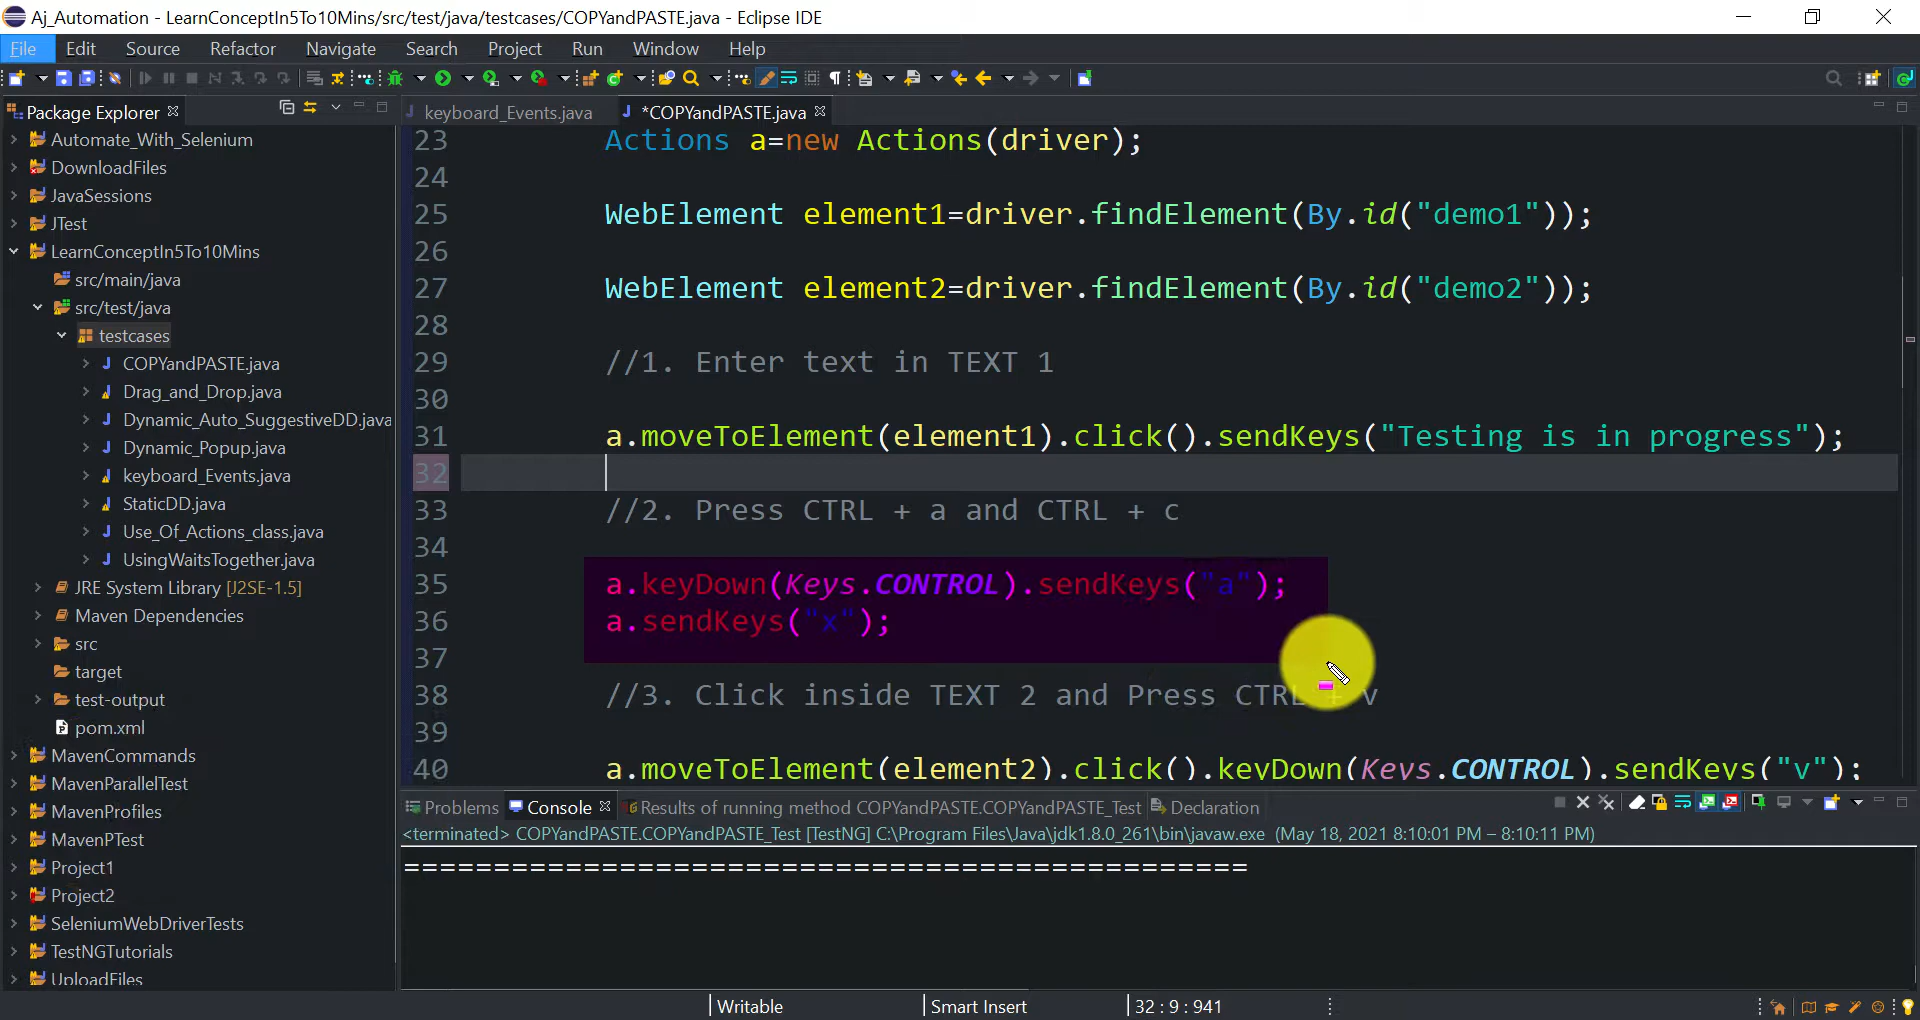 Aj_Automation - LearnConceptIn5To10Mins/src/test/java/testcases/COPYandPASTE.java - Eclipse IDE
File Edit Source Refactor Navigate Search Project Run Window Help
Package Explorer
keyboard_Events.java
*COPYandPASTE.java
Automate_With_Selenium
DownloadFiles
JavaSessions
JTest
LearnConceptIn5To10Mins
src/main/java
src/test/java
testcases
COPYandPASTE.java
Drag_and_Drop.java
Dynamic_Auto_SuggestiveDD.java
Dynamic_Popup.java
keyboard_Events.java
StaticDD.java
Use_Of_Actions_class.java
UsingWaitsTogether.java
JRE System Library [J2SE-1.5]
Maven Dependencies
src
target
test-output
pom.xml
MavenCommands
MavenParallelTest
MavenProfiles
MavenPTest
Project1
Project2
SeleniumWebDriverTests
TestNGTutorials
UploadFiles
23 Actions a=new Actions(driver);
24
25 WebElement element1=driver.findElement(By.id("demo1"));
26
27 WebElement element2=driver.findElement(By.id("demo2"));
28
29 //1. Enter text in TEXT 1
30
31 a.moveToElement(element1).click().sendKeys("Testing is in progress");
32
33 //2. Press CTRL + a and CTRL + c
34
35 a.keyDown(Keys.CONTROL).sendKeys("a");
36 a.sendKeys("x");
37
38 //3. Click inside TEXT 2 and Press CTRL + v
39
40 a.moveToElement(element2).click().keyDown(Keys.CONTROL).sendKeys("v");
Problems Console Results of running method COPYandPASTE.COPYandPASTE_Test Declaration
<terminated> COPYandPASTE.COPYandPASTE_Test [TestNG] C:\Program Files\Java\jdk1.8.0_261\bin\javaw.exe (May 18, 2021 8:10:01 PM – 8:10:11 PM)
===============================================
Writable Smart Insert 32 : 9 : 941